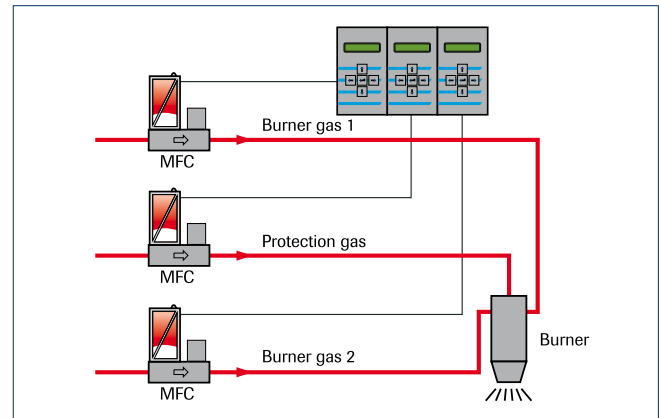 Burner gas 1
MFC
Protection gas
MFC
Burner
Burner gas 2
MFC